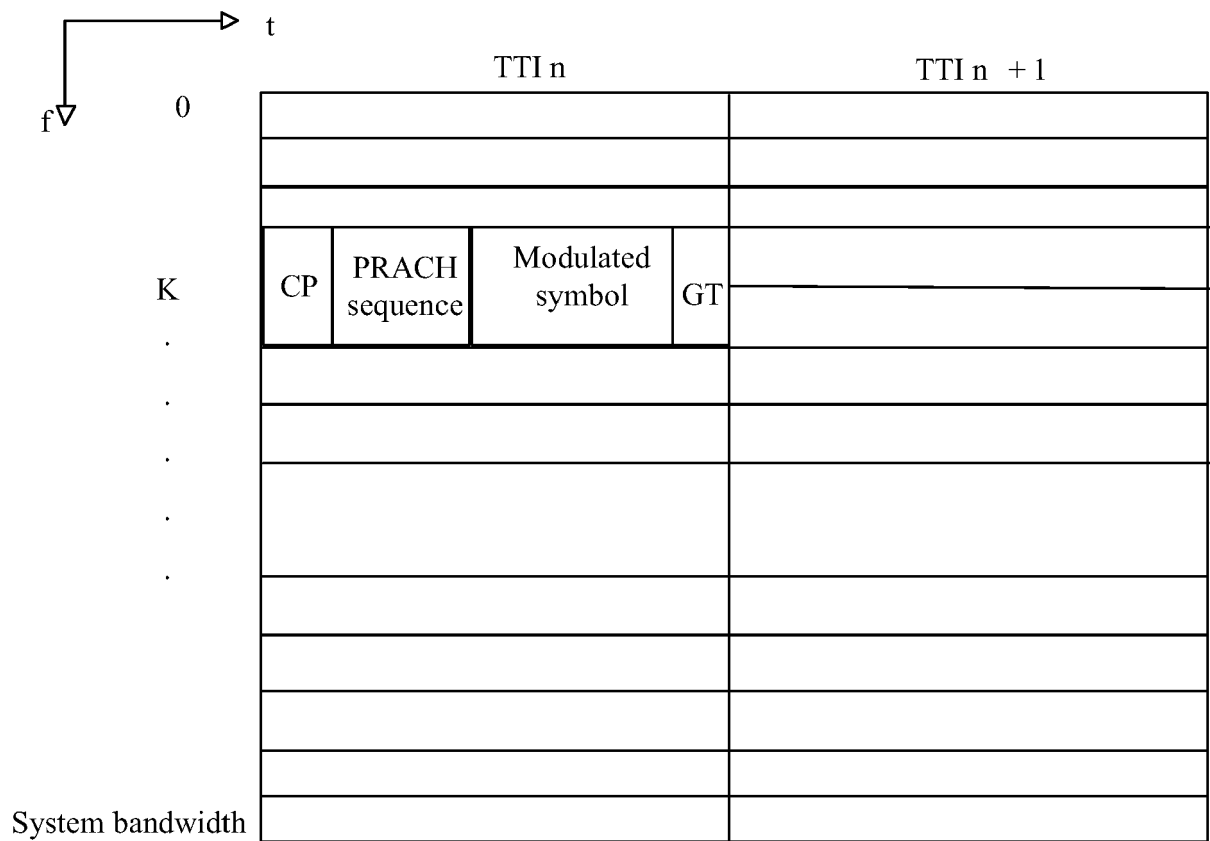 t
TTI n
TTI n + 1
f
0
K
CP
PRACH
sequence
Modulated
symbol
GT
.
.
.
.
.
System bandwidth